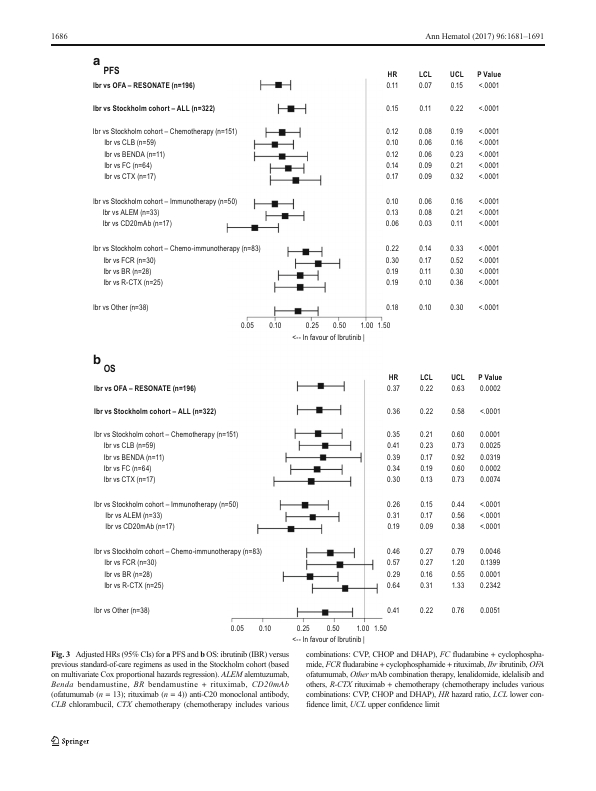 1686
Ann Hematol (2017) 96:1681–1691
a
PFS
HR LCL UCL P Value
Ibr vs OFA – RESONATE (n=196) 0.11 0.07 0.15 <.0001
Ibr vs Stockholm cohort – ALL (n=322) 0.15 0.11 0.22 <.0001
Ibr vs Stockholm cohort – Chemotherapy (n=151) 0.12 0.08 0.19 <.0001
Ibr vs CLB (n=59) 0.10 0.06 0.16 <.0001
Ibr vs BENDA (n=11) 0.12 0.06 0.23 <.0001
Ibr vs FC (n=64) 0.14 0.09 0.21 <.0001
Ibr vs CTX (n=17) 0.17 0.09 0.32 <.0001
Ibr vs Stockholm cohort – Immunotherapy (n=50) 0.10 0.06 0.16 <.0001
Ibr vs ALEM (n=33) 0.13 0.08 0.21 <.0001
Ibr vs CD20mAb (n=17) 0.06 0.03 0.11 <.0001
Ibr vs Stockholm cohort – Chemo-immunotherapy (n=83) 0.22 0.14 0.33 <.0001
Ibr vs FCR (n=30) 0.30 0.17 0.52 <.0001
Ibr vs BR (n=28) 0.19 0.11 0.30 <.0001
Ibr vs R-CTX (n=25) 0.19 0.10 0.36 <.0001
Ibr vs Other (n=38) 0.18 0.10 0.30 <.0001
0.05 0.10 0.25 0.50 1.00 1.50
<-- In favour of Ibrutinib |
b
OS
HR LCL UCL P Value
Ibr vs OFA – RESONATE (n=196) 0.37 0.22 0.63 0.0002
Ibr vs Stockholm cohort – ALL (n=322) 0.36 0.22 0.58 <.0001
Ibr vs Stockholm cohort – Chemotherapy (n=151) 0.35 0.21 0.60 0.0001
Ibr vs CLB (n=59) 0.41 0.23 0.73 0.0025
Ibr vs BENDA (n=11) 0.39 0.17 0.92 0.0319
Ibr vs FC (n=64) 0.34 0.19 0.60 0.0002
Ibr vs CTX (n=17) 0.30 0.13 0.73 0.0074
Ibr vs Stockholm cohort – Immunotherapy (n=50) 0.26 0.15 0.44 <.0001
Ibr vs ALEM (n=33) 0.31 0.17 0.56 <.0001
Ibr vs CD20mAb (n=17) 0.19 0.09 0.38 <.0001
Ibr vs Stockholm cohort – Chemo-immunotherapy (n=83) 0.46 0.27 0.79 0.0046
Ibr vs FCR (n=30) 0.57 0.27 1.20 0.1399
Ibr vs BR (n=28) 0.29 0.16 0.55 0.0001
Ibr vs R-CTX (n=25) 0.64 0.31 1.33 0.2342
Ibr vs Other (n=38) 0.41 0.22 0.76 0.0051
0.05 0.10 0.25 0.50 1.00 1.50
<-- In favour of Ibrutinib |
Fig. 3 Adjusted HRs (95% CIs) for a PFS and b OS: ibrutinib (IBR) versus
previous standard-of-care regimens as used in the Stockholm cohort (based
on multivariate Cox proportional hazards regression). ALEM alemtuzumab,
Benda bendamustine, BR bendamustine + rituximab, CD20mAb
(ofatumumab (n = 13); rituximab (n = 4)) anti-C20 monoclonal antibody,
CLB chlorambucil, CTX chemotherapy (chemotherapy includes various
combinations: CVP, CHOP and DHAP), FC fludarabine + cyclophospha-
mide, FCR fludarabine + cyclophosphamide + rituximab, Ibr ibrutinib, OFA
ofatumumab, Other mAb combination therapy, lenalidomide, idelalisib and
others, R-CTX rituximab + chemotherapy (chemotherapy includes various
combinations: CVP, CHOP and DHAP), HR hazard ratio, LCL lower con-
fidence limit, UCL upper confidence limit
Springer